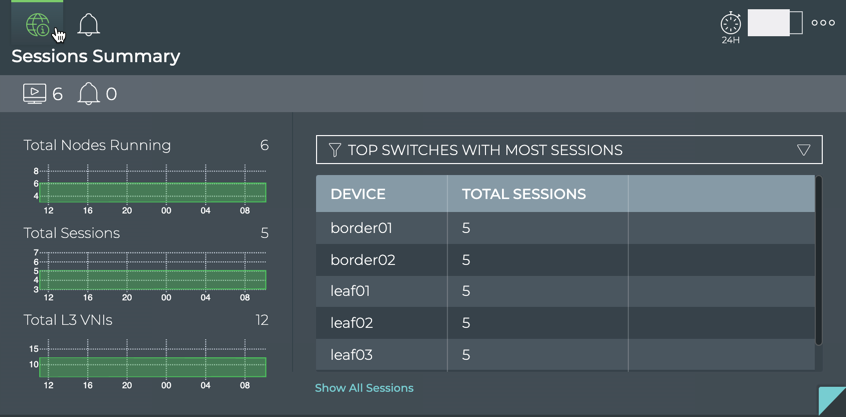 24H
Sessions Summary
6 0
Total Nodes Running 6
8
6
4
12 16 20 00 04 08
Total Sessions 5
7
6
5
4
3
12 16 20 00 04 08
Total L3 VNIs 12
15
10
12 16 20 00 04 08
TOP SWITCHES WITH MOST SESSIONS
DEVICE TOTAL SESSIONS
border01 5
border02 5
leaf01 5
leaf02 5
leaf03 5
Show All Sessions